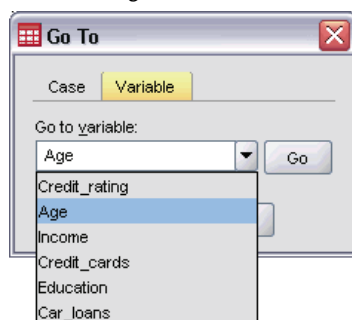 Go To
Case Variable
Go to variable:
Age Go
Credit_rating
Age
Income
Credit_cards
Education
Car_loans